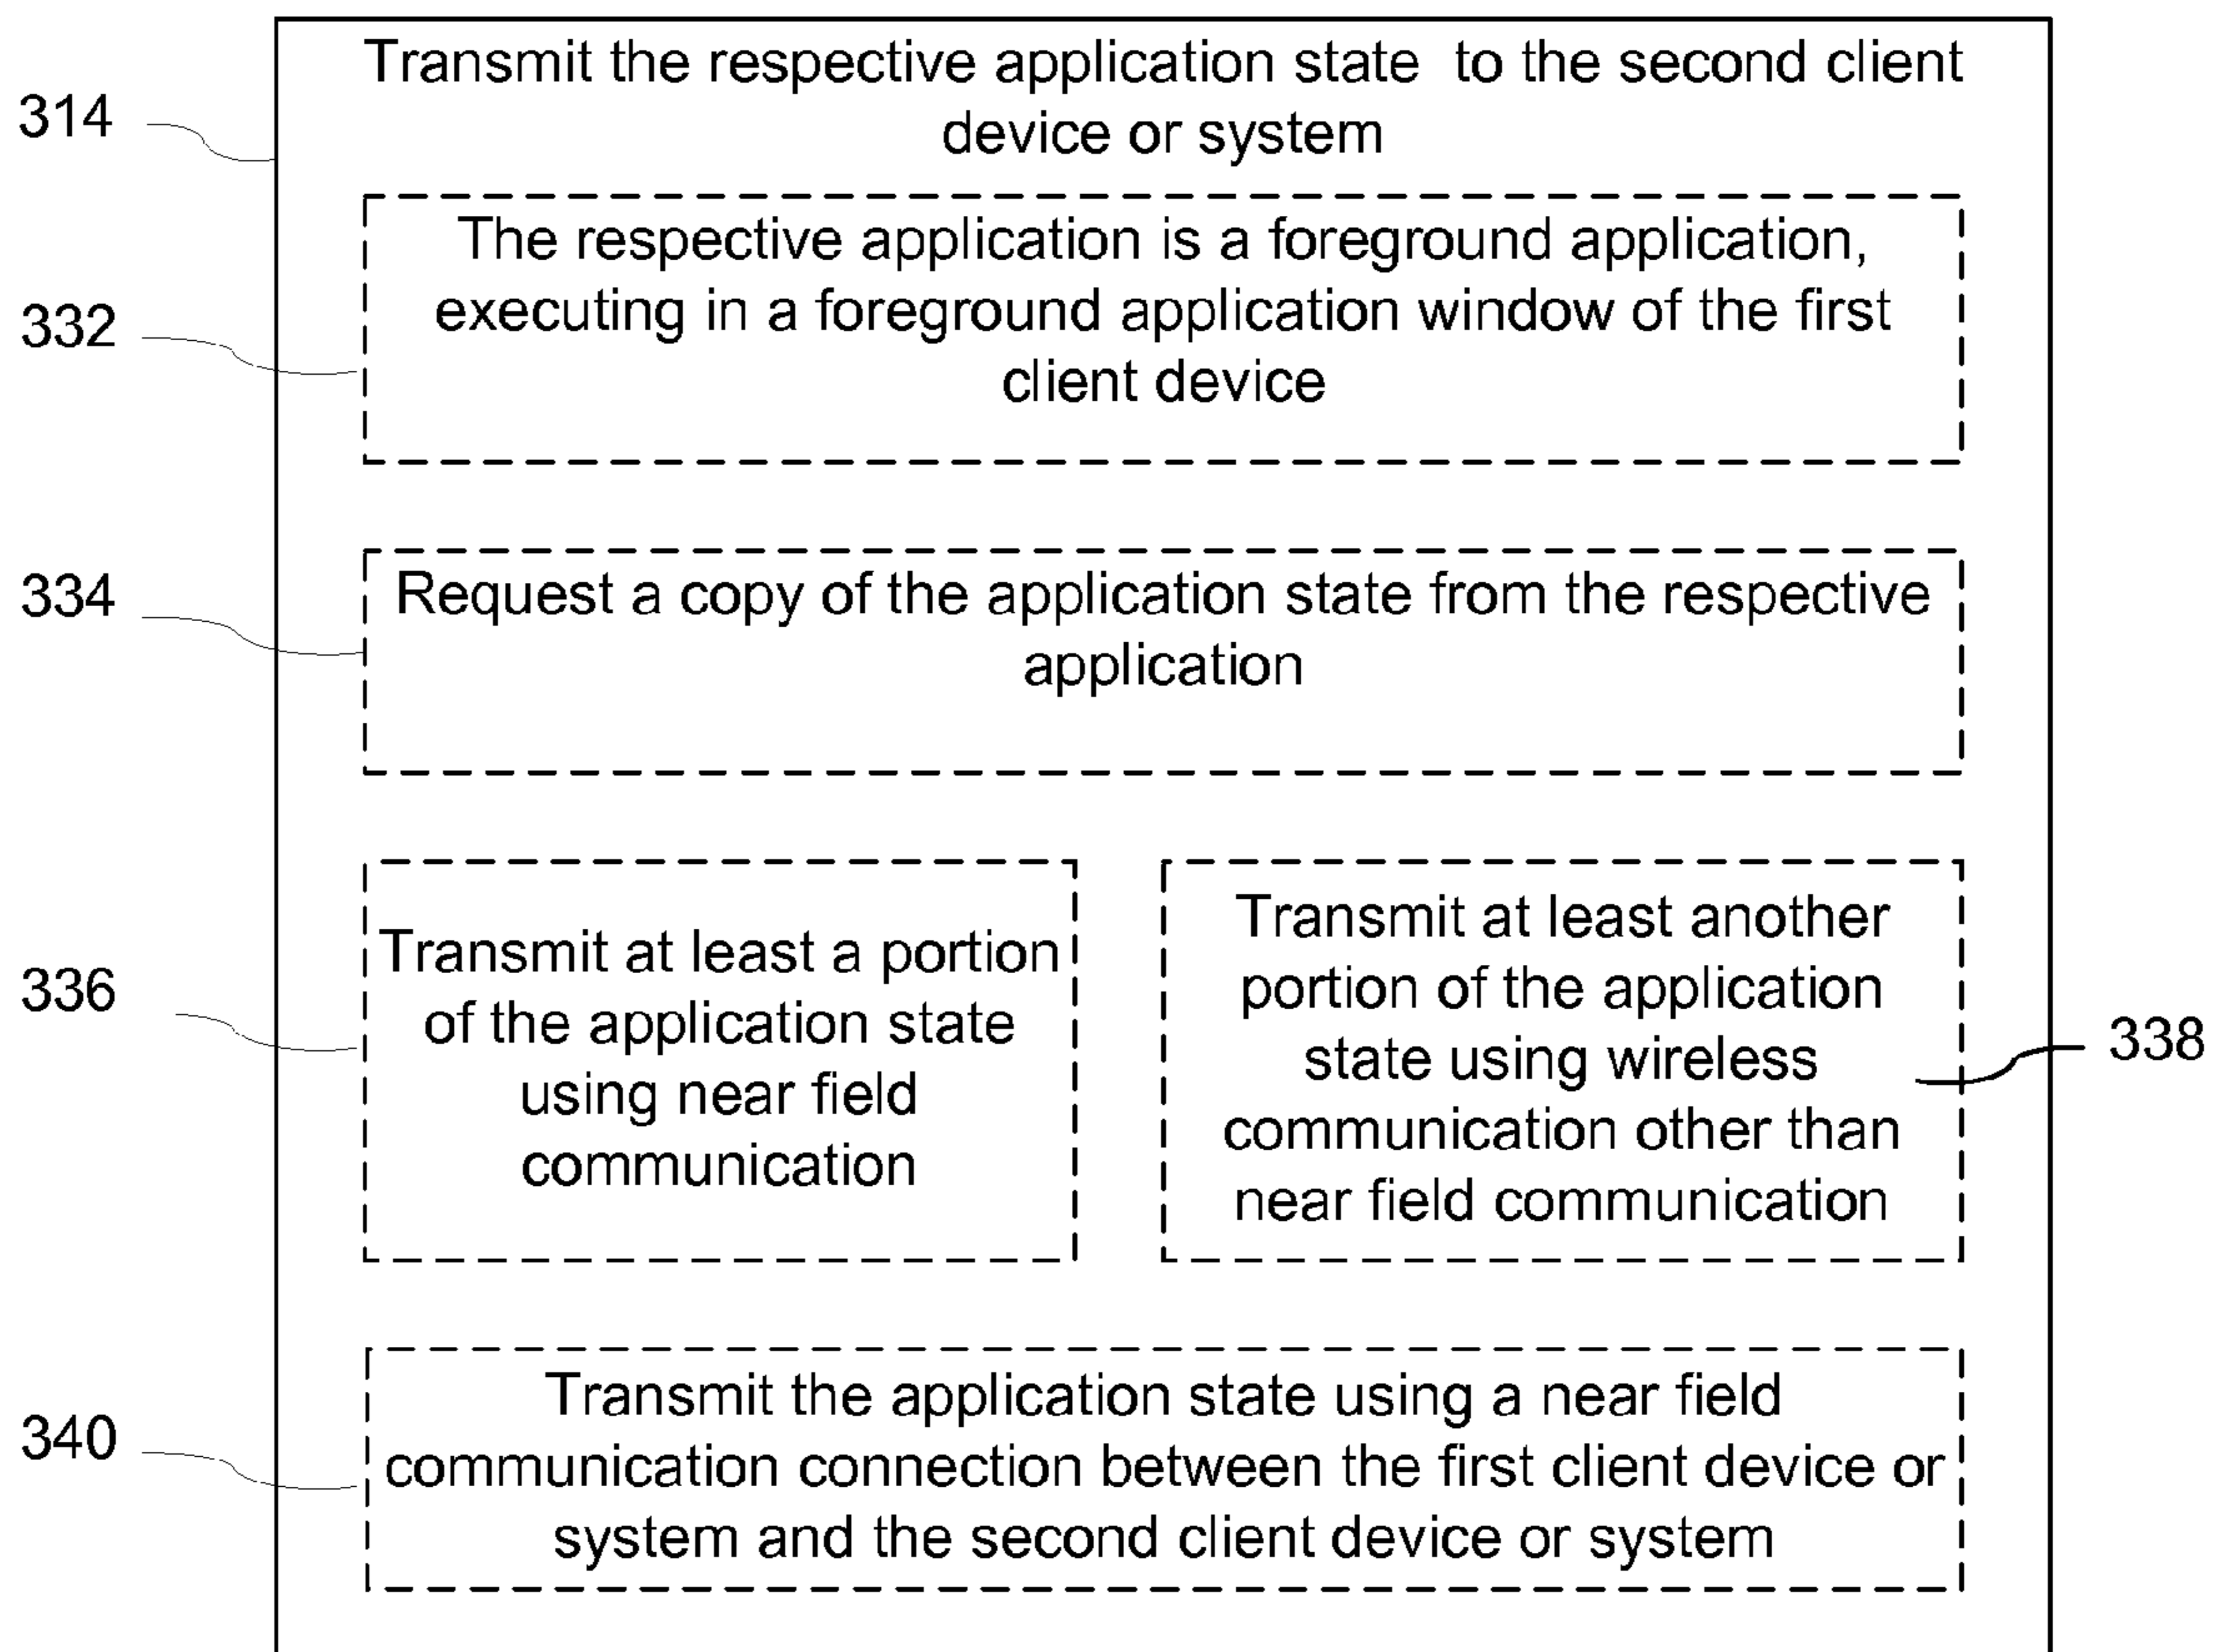 Transmit the respective application state to the second client
device or system
314
The respective application is a foreground application,
executing in a foreground application window of the first
client device
332
Request a copy of the application state from the respective
application
334
Transmit at least a portion
of the application state
using near field
communication
336
Transmit at least another
portion of the application
state using wireless
communication other than
near field communication
338
Transmit the application state using a near field
communication connection between the first client device or
system and the second client device or system
340